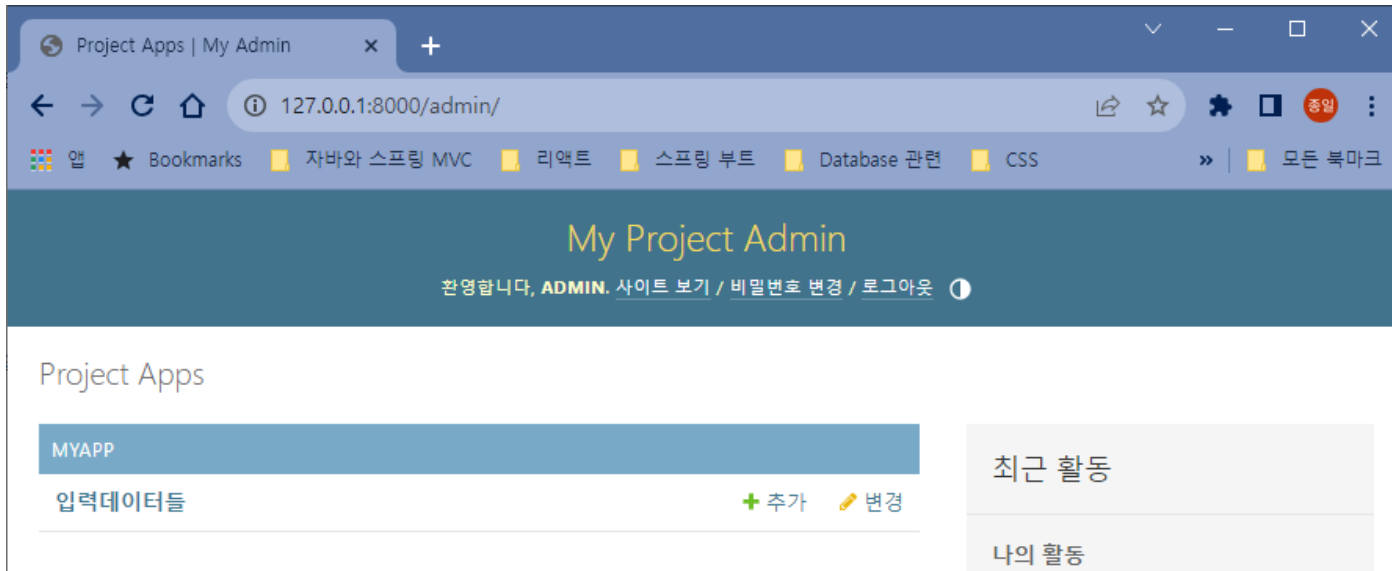 Project Apps | My Admin
127.0.0.1:8000/admin/
종일
앱 Bookmarks 자바와 스프링 MVC 리액트 스프링 부트 Database 관련 CSS » 모든 북마크
My Project Admin
환영합니다, ADMIN. 사이트 보기 / 비밀번호 변경 / 로그아웃
Project Apps
MYAPP
입력데이터들 추가 변경
최근 활동
나의 활동